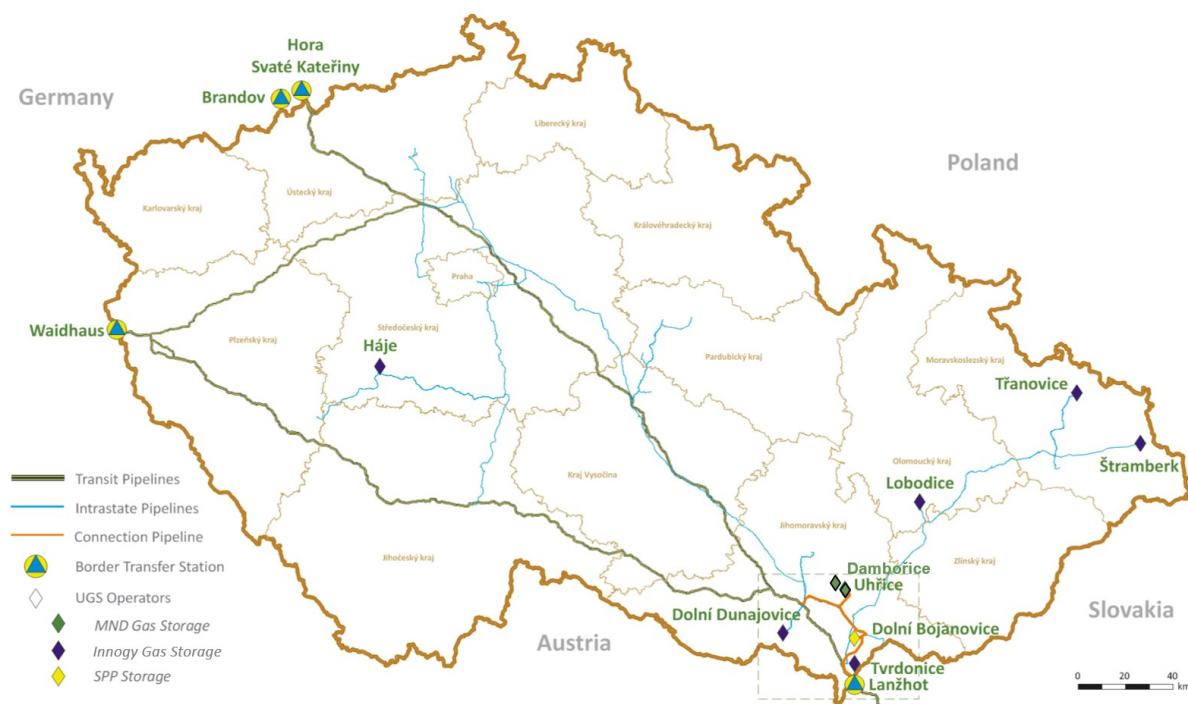 Hora
Svaté Kateřiny
Brandov
Germany
Liberecký kraj
Poland
Ústecký kraj
Karlovarský kraj
Královéhradecký kraj
Praha
Waidhaus
Plzeňský kraj
Středočeský kraj
Háje
Pardubický kraj
Moravskoslezský kraj
Třanovice
Štramberk
Olomoucký kraj
Lobodice
Kraj Vysočina
Jihomoravský kraj
Zlínský kraj
Jihočeský kraj
Dambořice
Uhřice
Dolní Dunajovice
Dolní Bojanovice
Slovakia
Austria
Tvrdonice
Lanžhot
Transit Pipelines
Intrastate Pipelines
Connection Pipeline
Border Transfer Station
UGS Operators
MND Gas Storage
Innogy Gas Storage
SPP Storage
0 20 40
km